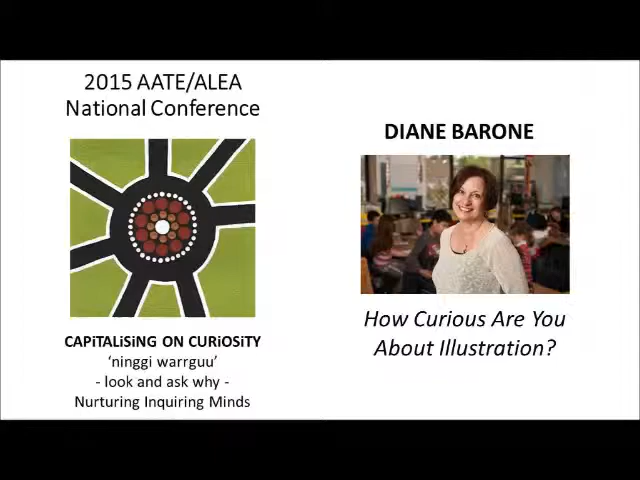 2015 AATE/ALEA
National Conference
CAPiTALiSiNG ON CURiOSiTY
‘ninggi warrguu’
- look and ask why -
Nurturing Inquiring Minds
DIANE BARONE
How Curious Are You
About Illustration?